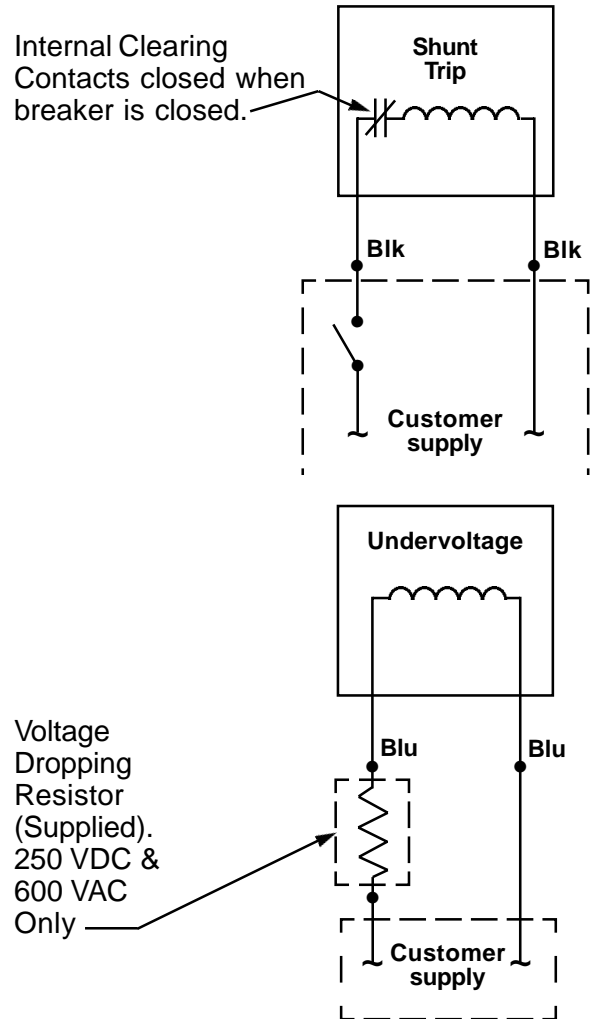 Internal Clearing
Contacts closed when
breaker is closed.
Shunt
Trip
Blk
Blk
Customer
supply
Undervoltage
Voltage
Dropping
Resistor
(Supplied).
250 VDC &
600 VAC
Only
Blu
Blu
Customer
supply